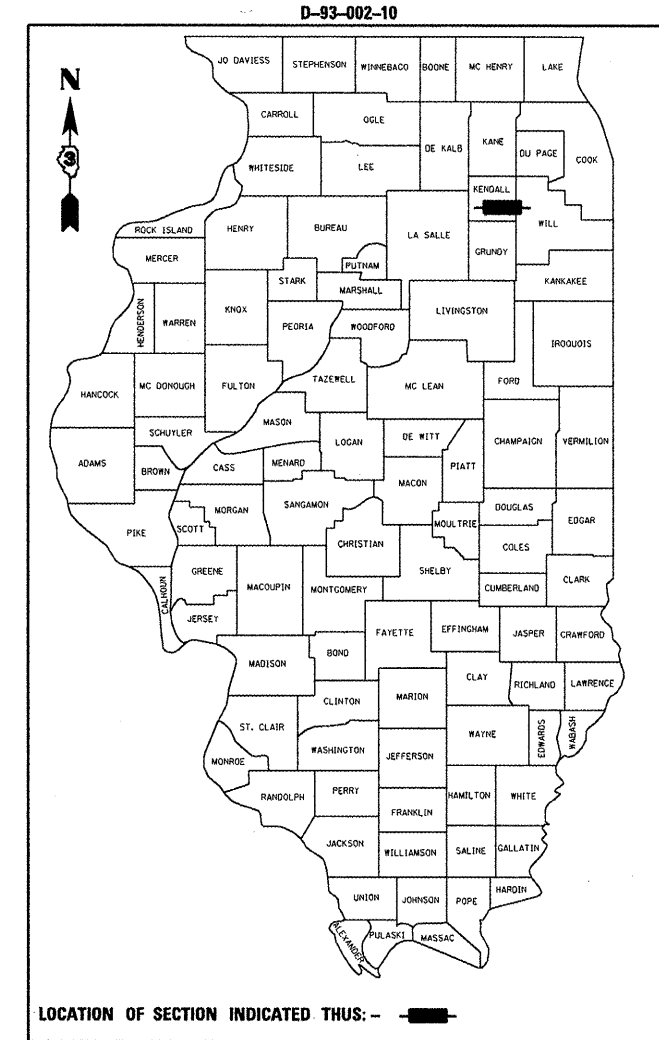 D-93-002-10
JO DAVIESS
STEPHENSON
WINNEBAGO
BOONE
MC HENRY
LAKE
N
3
CARROLL
OGLE
DE KALB
KANE
DU PAGE
COOK
WHITESIDE
LEE
KENDALL
ROCK ISLAND
HENRY
BUREAU
LA SALLE
WILL
MERCER
PUTNAM
GRUNDY
STARK
MARSHALL
KANKAKEE
HENDERSON
WARREN
KNOX
PEORIA
WOODFORD
LIVINGSTON
IROQUOIS
HANCOCK
MC DONOUGH
FULTON
TAZEWELL
MC LEAN
FORD
SCHUYLER
MASON
LOGAN
DE WITT
CHAMPAIGN
VERMILION
ADAMS
BROWN
CASS
MENARD
PIATT
MACON
PIKE
SCOTT
MORGAN
SANGAMON
DOUGLAS
EDGAR
MOULTRIE
CHRISTIAN
COLES
CALHOUN
GREENE
MACOUPIN
MONTGOMERY
SHELBY
CUMBERLAND
CLARK
JERSEY
FAYETTE
EFFINGHAM
JASPER
CRAWFORD
MADISON
BOND
CLAY
RICHLAND
LAWRENCE
CLINTON
MARION
ST. CLAIR
WAYNE
EDWARDS
WABASH
MONROE
WASHINGTON
JEFFERSON
RANDOLPH
PERRY
HAMILTON
WHITE
FRANKLIN
JACKSON
WILLIAMSON
SALINE
GALLATIN
UNION
JOHNSON
POPE
HARDIN
ALEXANDER
PULASKI
MASSAC
LOCATION OF SECTION INDICATED THUS: -